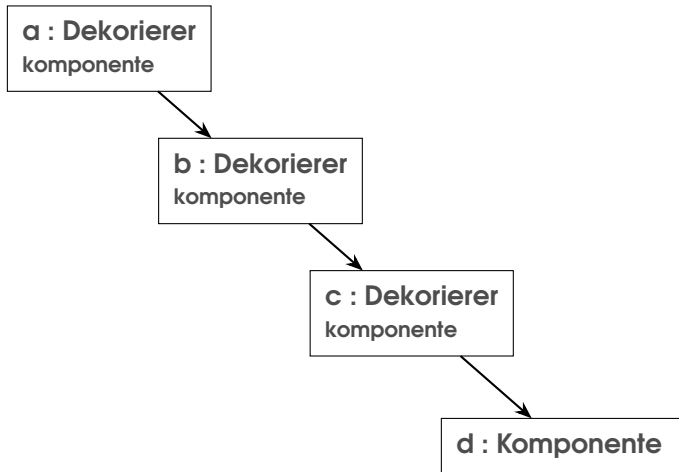 a : Dekorierer
komponente
b : Dekorierer
komponente
c : Dekorierer
komponente
d : Komponente